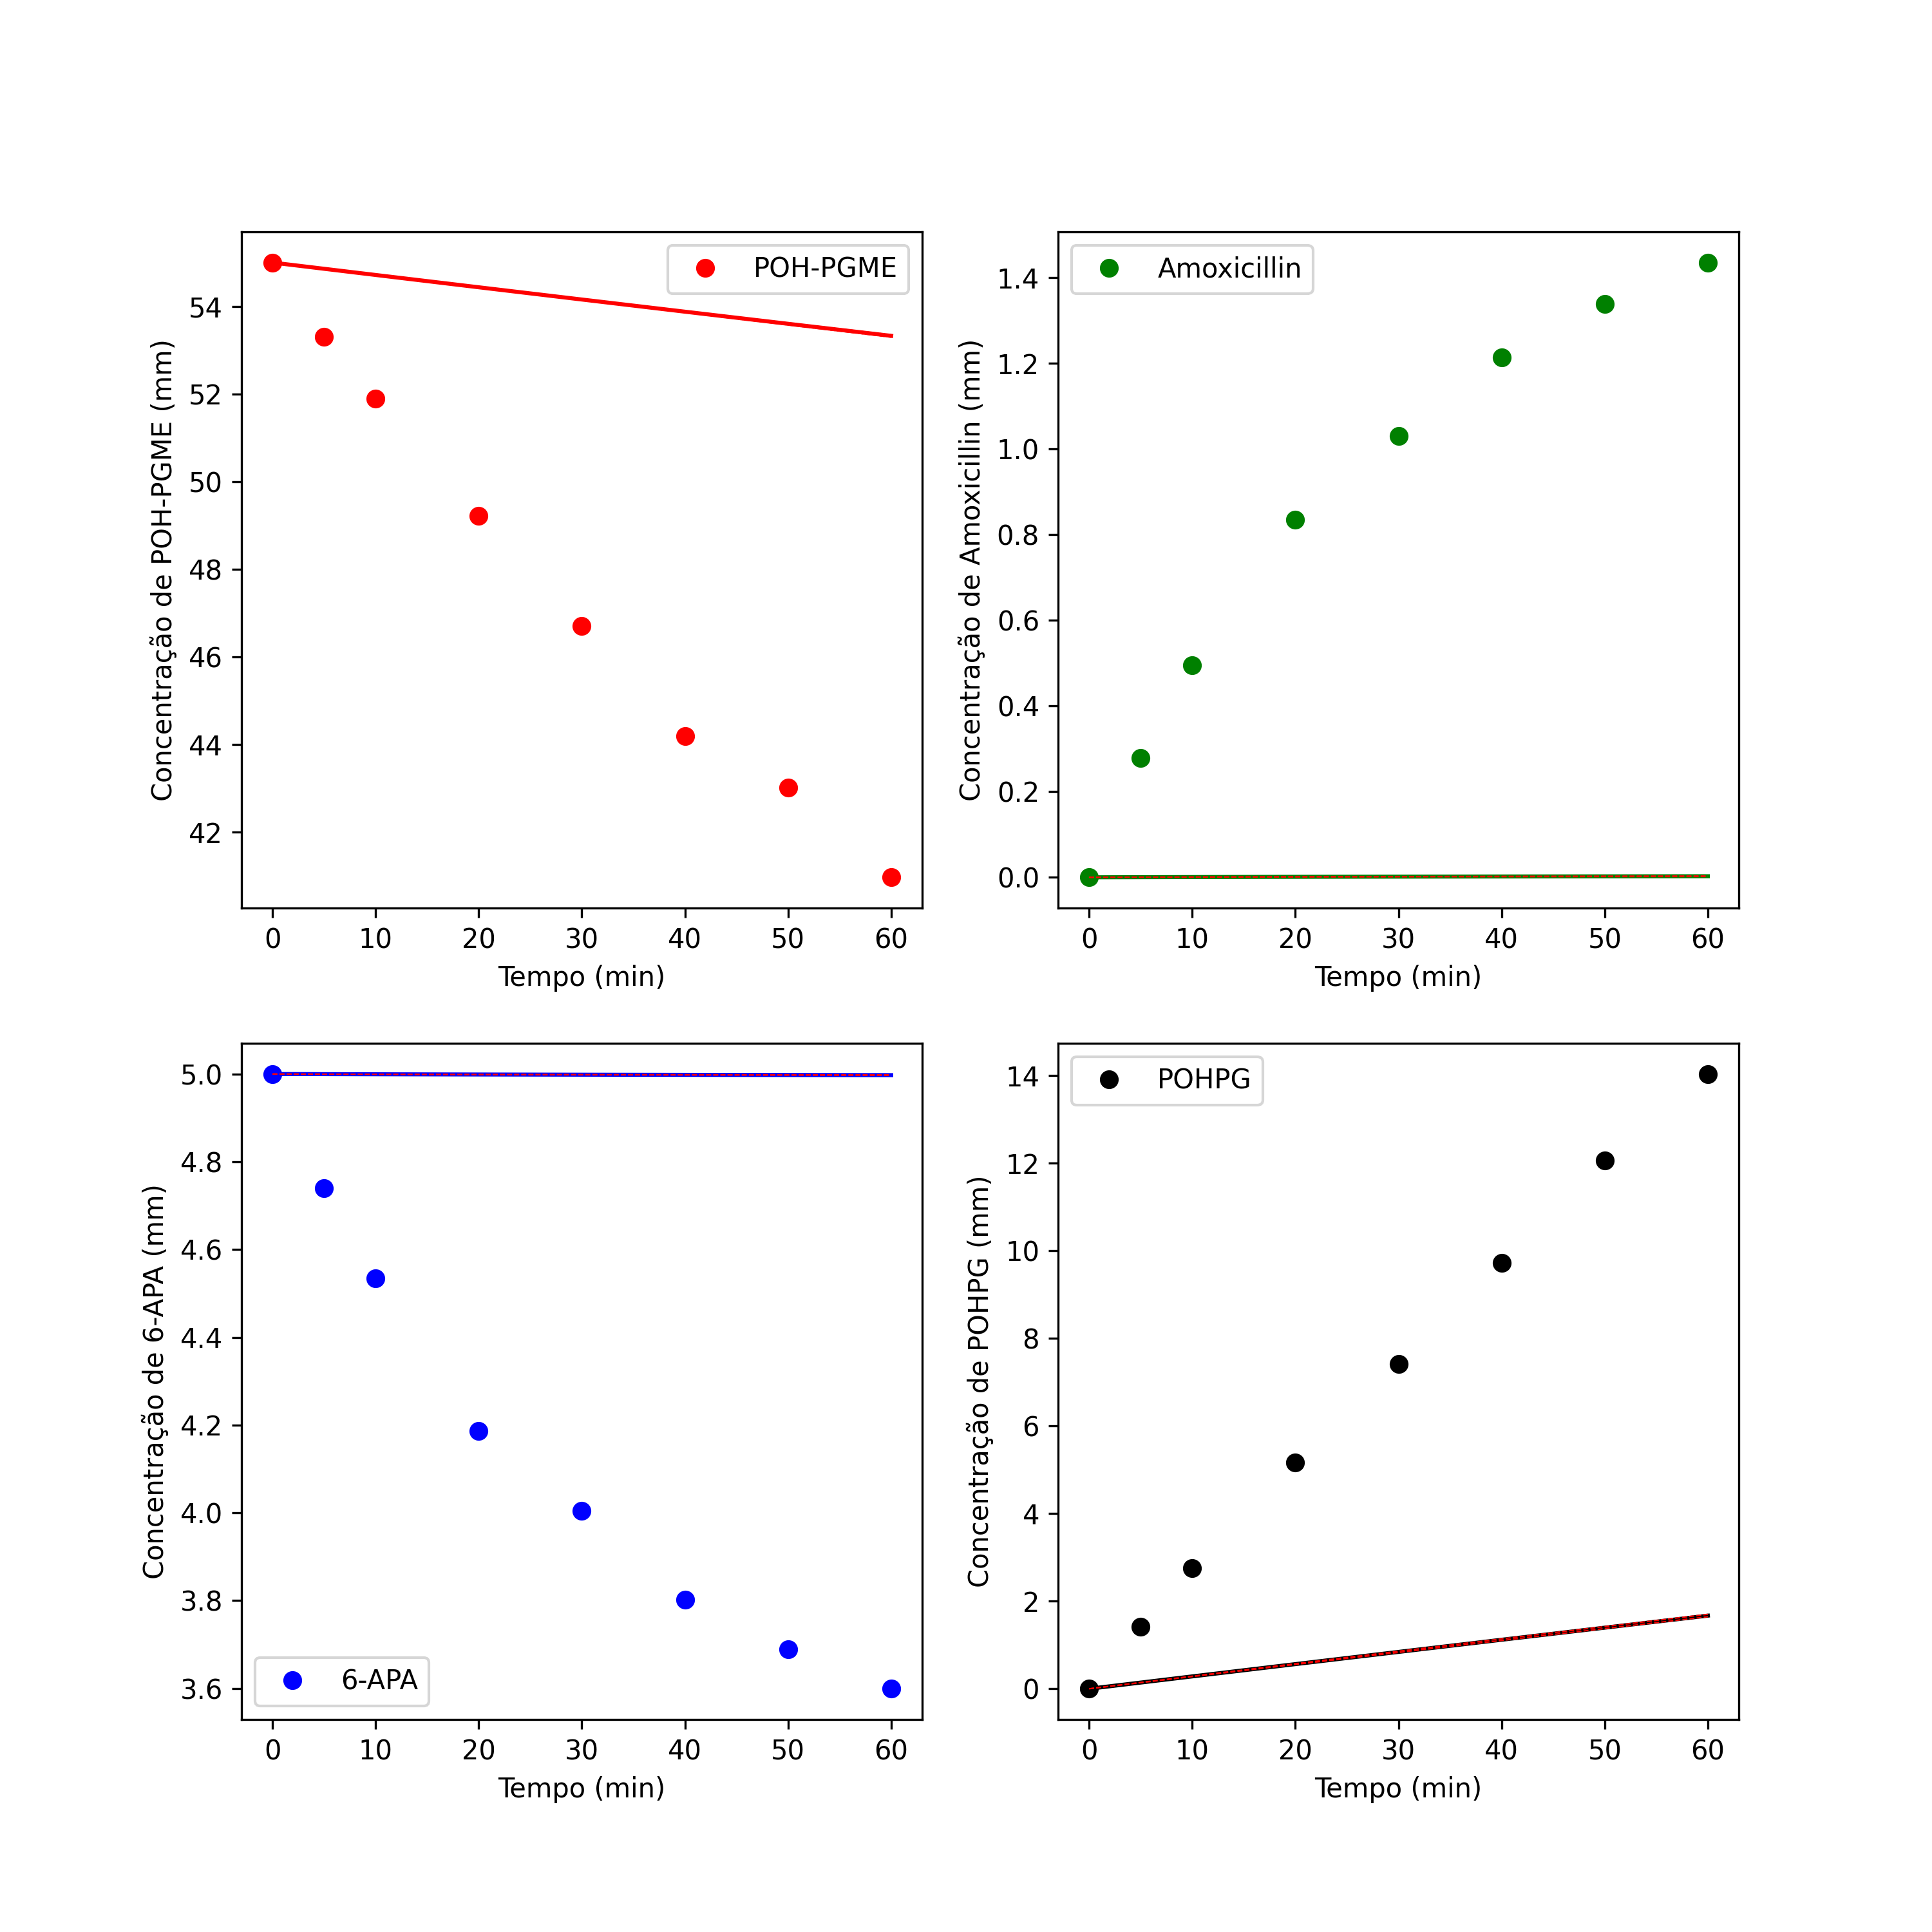 POH-PGME
54
52
50
48
46
44
42
Concentração de POH-PGME (mm)
0 10 20 30 40 50 60
Tempo (min)
Amoxicillin
1.4
1.2
1.0
0.8
0.6
0.4
0.2
0.0
Concentração de Amoxicillin (mm)
0 10 20 30 40 50 60
Tempo (min)
5.0
4.8
4.6
4.4
4.2
4.0
3.8
3.6
Concentração de 6-APA (mm)
6-APA
0 10 20 30 40 50 60
Tempo (min)
POHPG
14
12
10
8
6
4
2
0
Concentração de POHPG (mm)
0 10 20 30 40 50 60
Tempo (min)